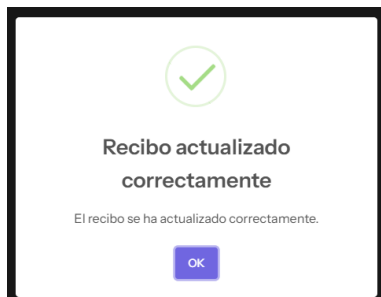 Recibo actualizado
correctamente
El recibo se ha actualizado correctamente.
OK